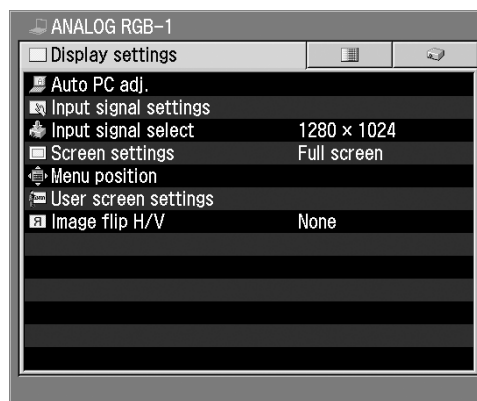 ANALOG RGB-1
Display settings
Auto PC adj.
Input signal settings
Input signal select 1280 × 1024
Screen settings Full screen
Menu position
User screen settings
Image flip H/V None